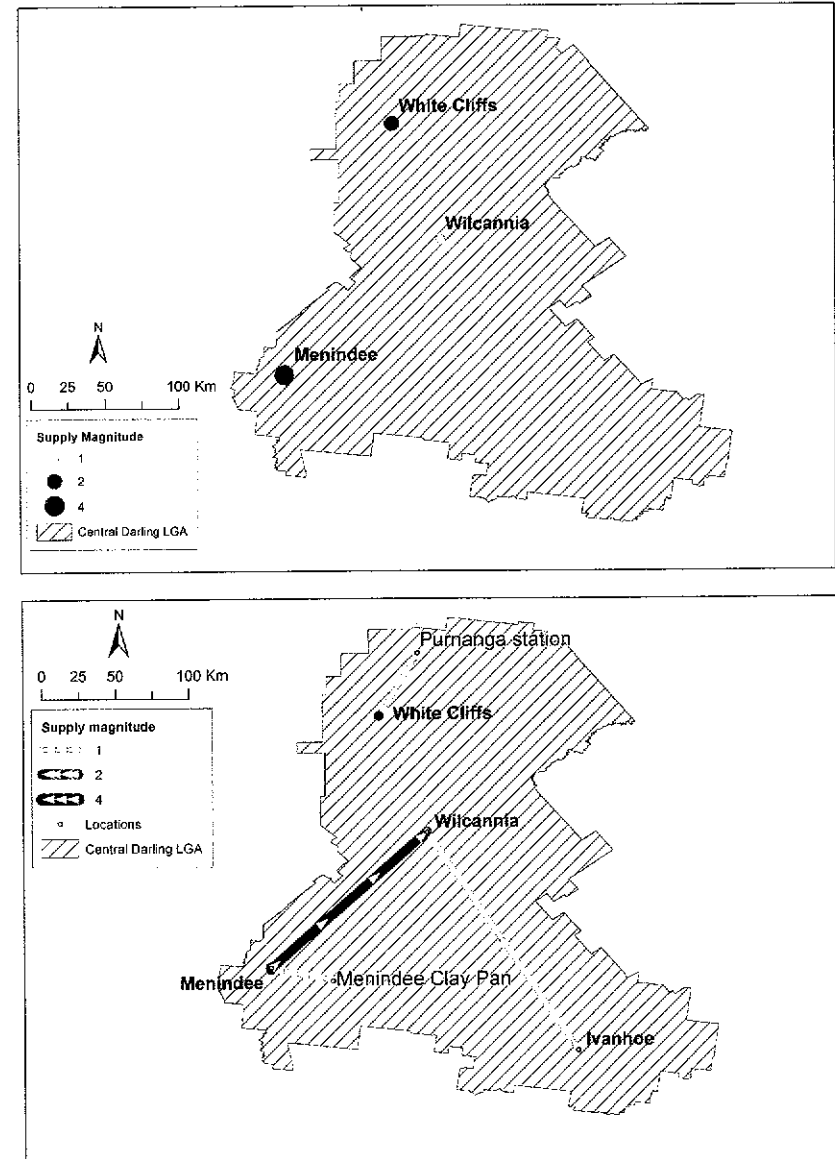 White Cliffs
Wilcannia
N
Menindee
0 25 50 100 Km
Supply Magnitude
1
2
4
Central Darling LGA
N
0 25 50 100 Km
Supply magnitude
1
2
4
Locations
Central Darling LGA
Purnanga station
White Cliffs
Wilcannia
Menindee
Menindee Clay Pan
Ivanhoe